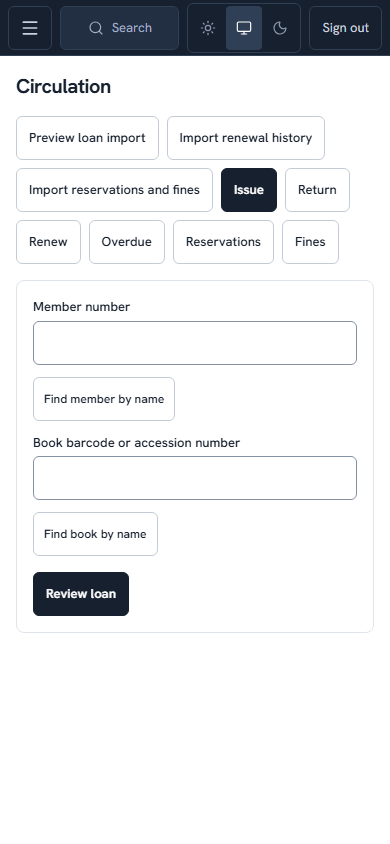 Search
Sign out
Circulation
Preview loan import
Import renewal history
Import reservations and fines
Issue
Return
Renew
Overdue
Reservations
Fines
Member number
Find member by name
Book barcode or accession number
Find book by name
Review loan